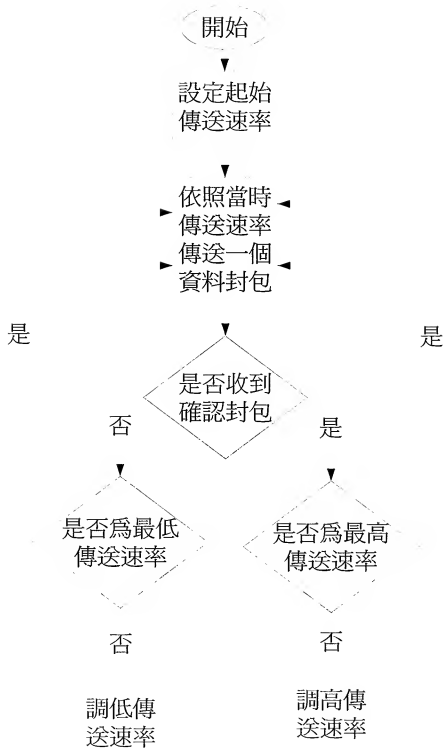 開始
設定起始
傳送速率
依照當時
傳送速率
傳送一個
資料封包
是
是
是否收到
確認封包
否
是
是否爲最低
傳送速率
是否爲最高
傳送速率
否
否
調低傳
送速率
調高傳
送速率